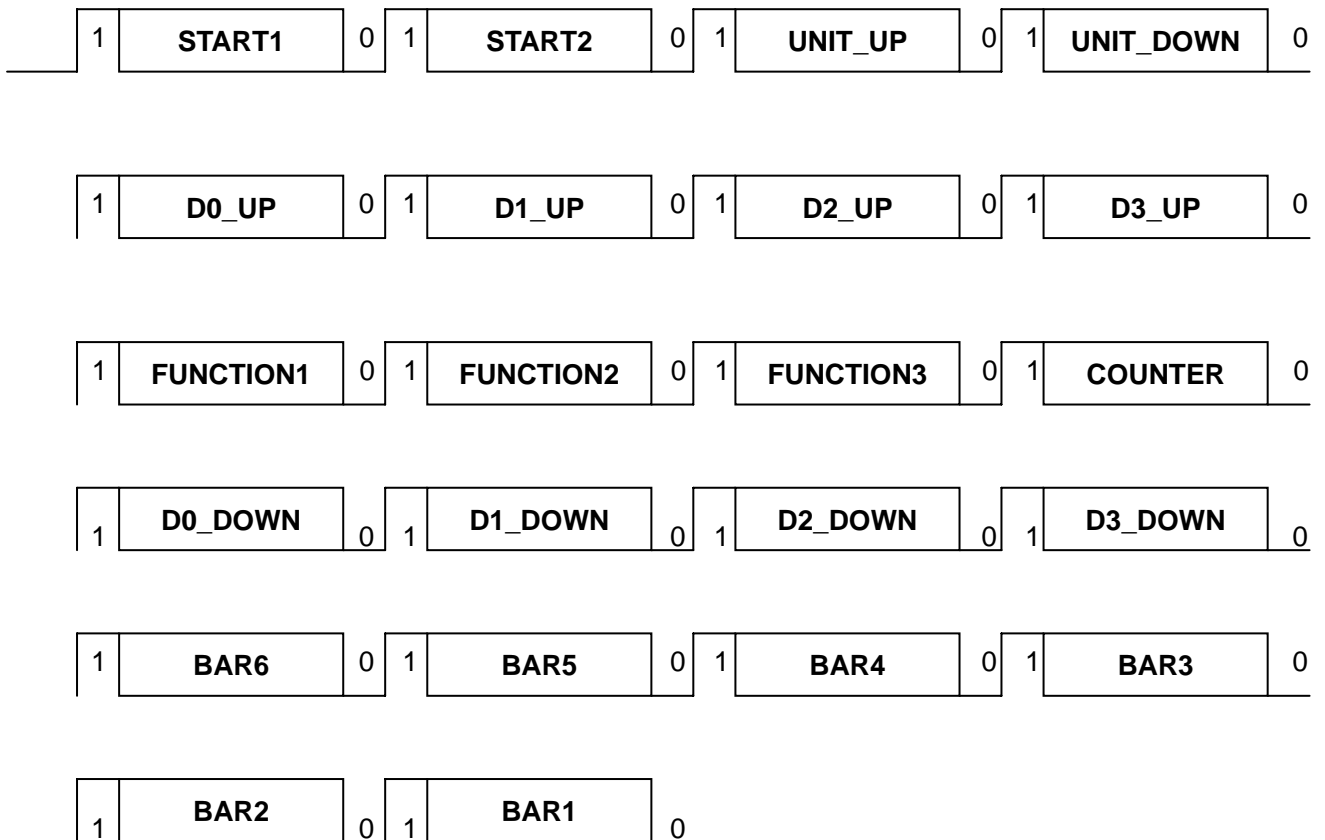 1 START1 0 1 START2 0 1 UNIT_UP 0 1 UNIT_DOWN 0
1 D0_UP 0 1 D1_UP 0 1 D2_UP 0 1 D3_UP 0
1 FUNCTION1 0 1 FUNCTION2 0 1 FUNCTION3 0 1 COUNTER 0
1 D0_DOWN 0 1 D1_DOWN 0 1 D2_DOWN 0 1 D3_DOWN 0
1 BAR6 0 1 BAR5 0 1 BAR4 0 1 BAR3 0
1 BAR2 0 1 BAR1 0